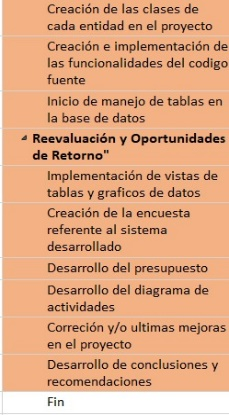 Creación de las clases de
cada entidad en el proyecto
Creación e implementación de
las funcionalidades del codigo
fuente
Inicio de manejo de tablas en
la base de datos
Reevaluación y Oportunidades
de Retorno"
Implementación de vistas de
tablas y graficos de datos
Creación de la encuesta
referente al sistema
desarrollado
Desarrollo del presupuesto
Desarrollo del diagrama de
actividades
Correción y/o ultimas mejoras
en el proyecto
Desarrollo de conclusiones y
recomendaciones
Fin